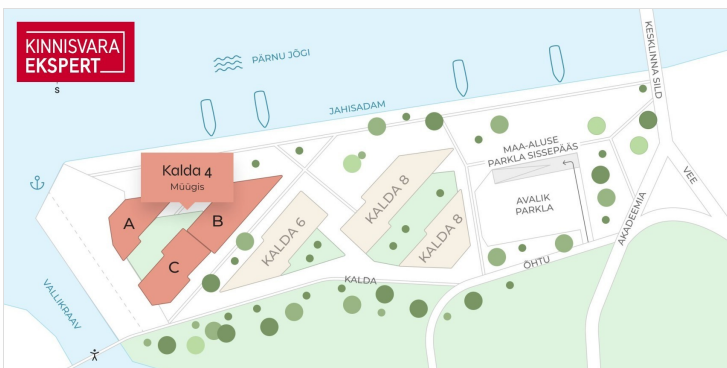 KINNISVARA
EKSPERT
S
PÄRNU JÕGI
KESKLINNA SILD
JAHISADAM
MAA-ALUSE
PARKLA SISSEPÄÄS
Kalda 4
Müügis
KALDA 8
VEE
A
B
AVALIK
PARKLA
KALDA 6
KALDA 8
AKADEEMIA
C
ÕHTU
KALDA
VALLIKRAAV